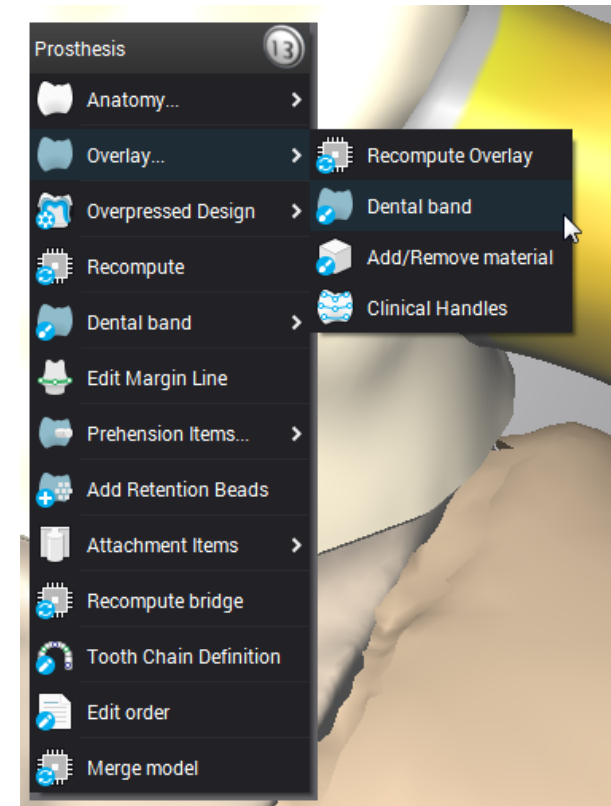 Prosthesis 13
Anatomy...
Overlay...
Overpressed Design
Recompute
Dental band
Edit Margin Line
Prehension Items...
Add Retention Beads
Attachment Items
Recompute bridge
Tooth Chain Definition
Edit order
Merge model
Recompute Overlay
Dental band
Add/Remove material
Clinical Handles